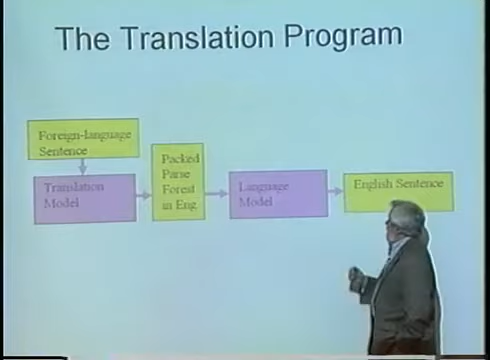 The Translation Program
Foreign-language
Sentence
Translation
Model
Packed
Parse
Forest
in Eng
Language
Model
English Sentence